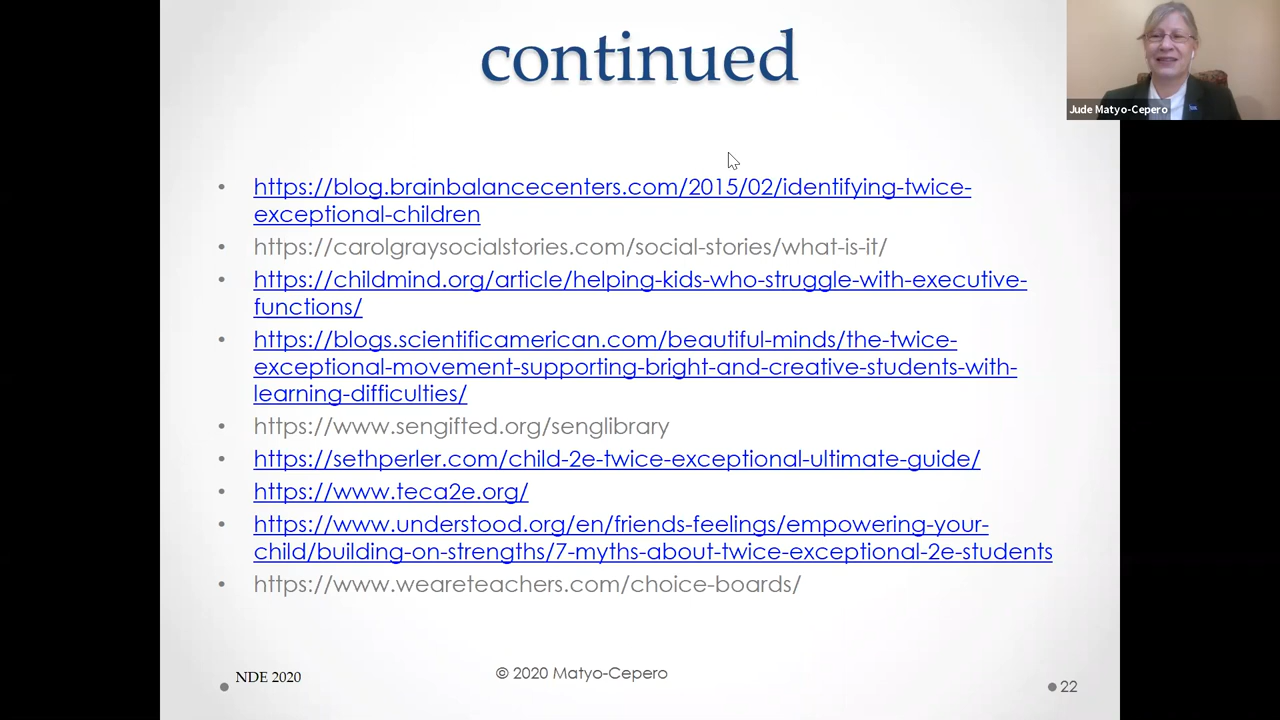 continued
Jude Matyo-Cepero
• https://blog.brainbalancecenters.com/2015/02/identifying-twice-
exceptional-children
• https://carolgraysocialstories.com/social-stories/what-is-it/
• https://childmind.org/article/helping-kids-who-struggle-with-executive-
functions/
• https://blogs.scientificamerican.com/beautiful-minds/the-twice-
exceptional-movement-supporting-bright-and-creative-students-with-
learning-difficulties/
• https://www.sengifted.org/senglibrary
• https://sethperler.com/child-2e-twice-exceptional-ultimate-guide/
• https://www.teca2e.org/
• https://www.understood.org/en/friends-feelings/empowering-your-
child/building-on-strengths/7-myths-about-twice-exceptional-2e-students
• https://www.weareteachers.com/choice-boards/
NDE 2020
© 2020 Matyo-Cepero
22